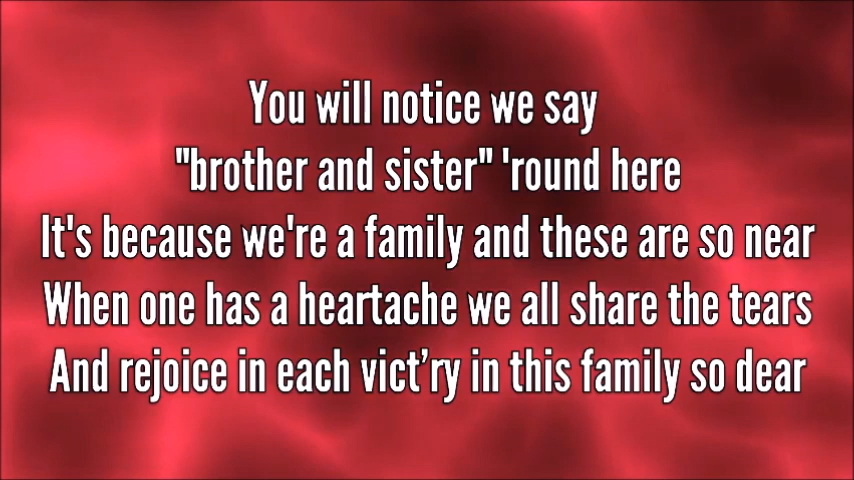 You will notice we say
"brother and sister" 'round here
It's because we're a family and these are so near
When one has a heartache we all share the tears
And rejoice in each vict’ry in this family so dear